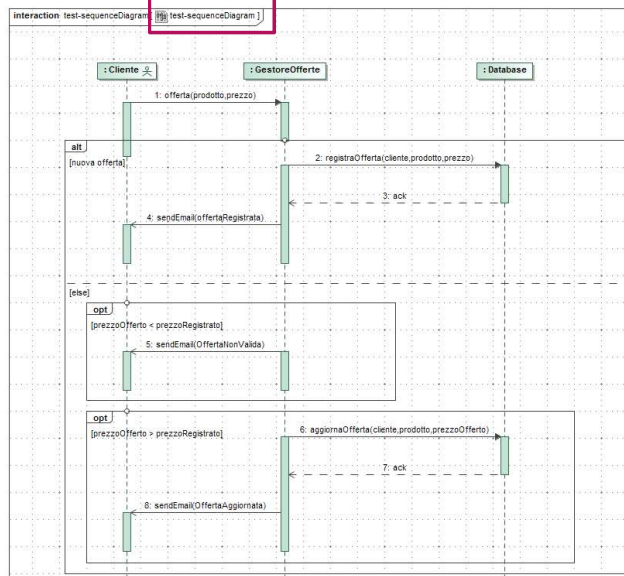 interaction test-sequenceDiagram[ test-sequenceDiagram ]
: Cliente
: GestoreOfferte
: Database
1: offerta(prodotto,prezzo)
alt
[nuova offerta]
2: registraOfferta(cliente,prodotto,prezzo)
3: ack
4: sendEmail(offertaRegistrata)
[else]
opt
[prezzoOfferto < prezzoRegistrato]
5: sendEmail(OffertaNonValida)
opt
[prezzoOfferto > prezzoRegistrato]
6: aggiornaOfferta(cliente,prodotto,prezzoOfferto)
7: ack
8: sendEmail(OffertaAggiornata)